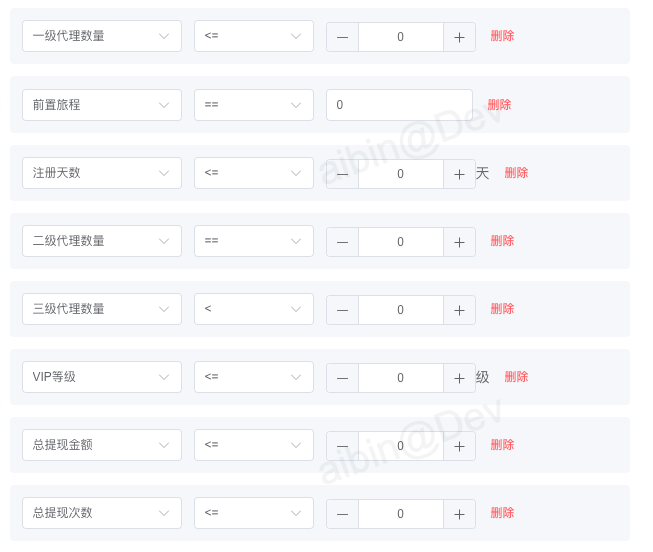 一级代理数量 <= 0 删除
前置旅程 == 0 删除
注册天数 <= 0 天 删除
二级代理数量 == 0 删除
三级代理数量 < 0 删除
VIP等级 <= 0 级 删除
总提现金额 <= 0 删除
总提现次数 <= 0 删除
aibin@Dev
aibin@Dev